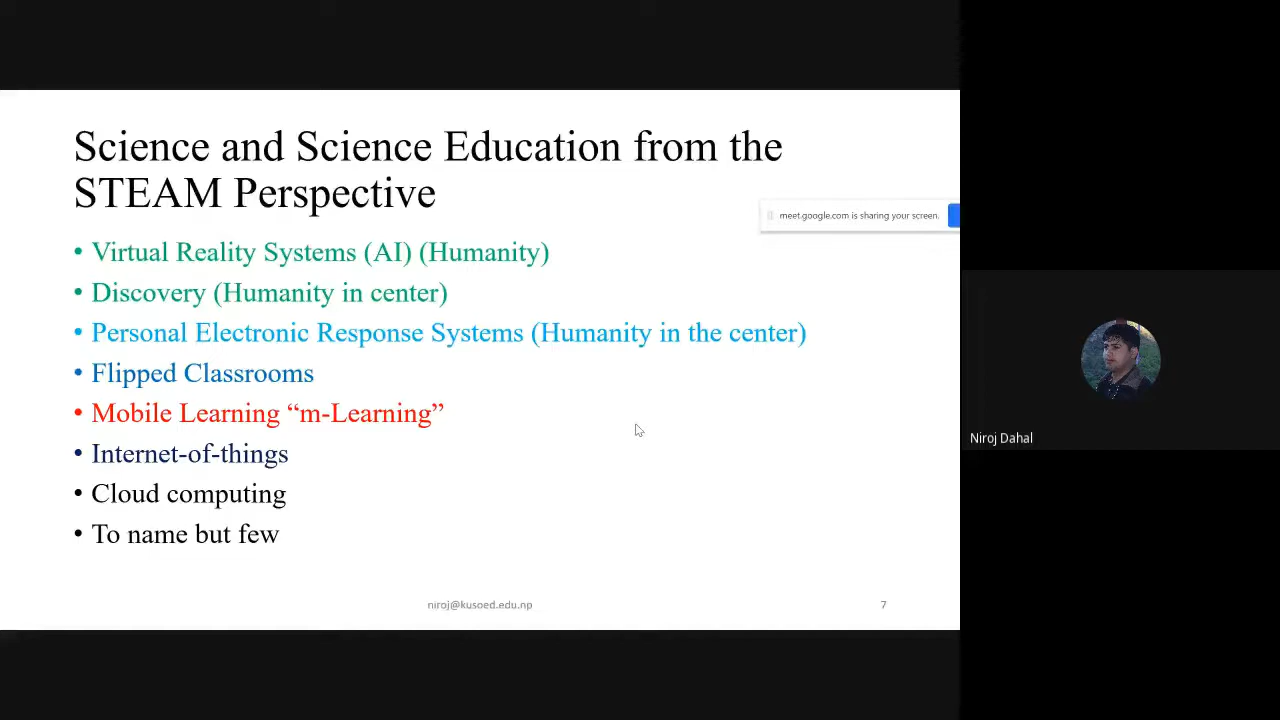 Science and Science Education from the
STEAM Perspective
meet.google.com is sharing your screen.
• Virtual Reality Systems (AI) (Humanity)
• Discovery (Humanity in center)
• Personal Electronic Response Systems (Humanity in the center)
• Flipped Classrooms
• Mobile Learning “m-Learning”
• Internet-of-things
• Cloud computing
• To name but few
niroj@kusoed.edu.np
7
Niroj Dahal